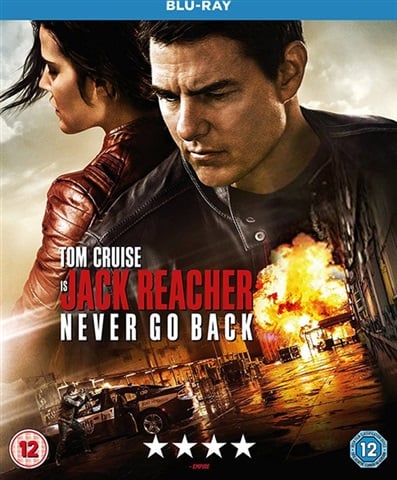 BLU-RAY
TOM CRUISE
IS
JACK REACHER
NEVER GO BACK
12
12
- EMPIRE